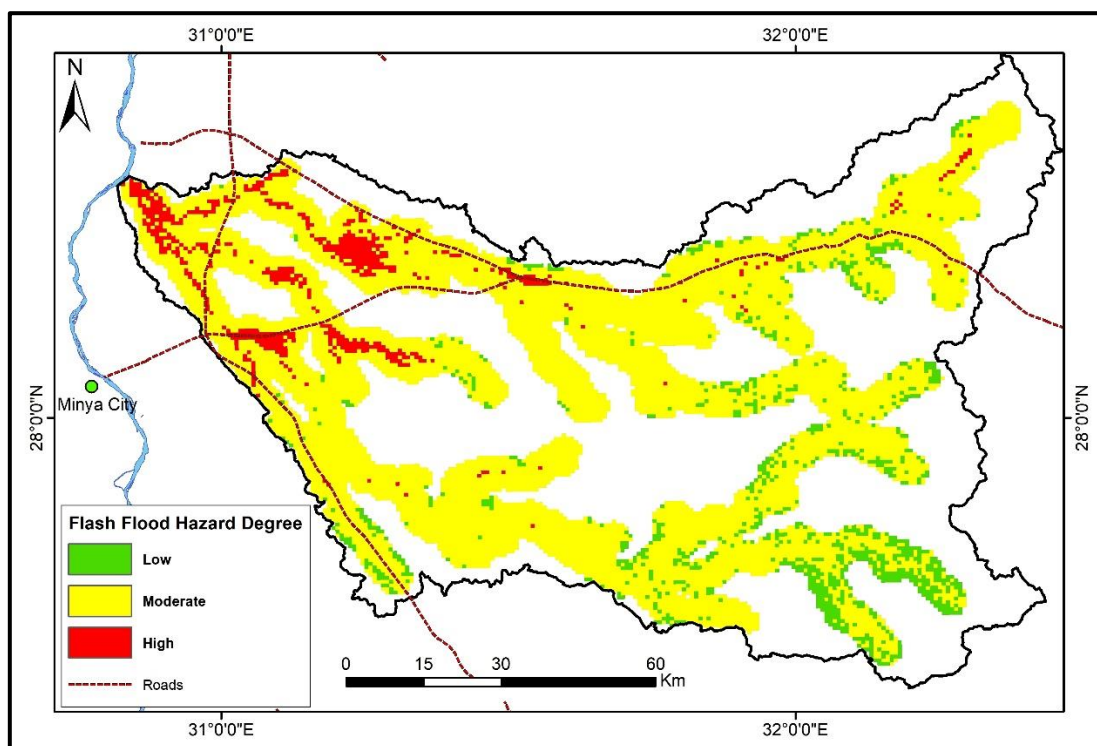 31°0'0"E 32°0'0"E
N
Minya City
28°0'0"N 28°0'0"N
Flash Flood Hazard Degree
Low
Moderate
High
Roads
0 15 30 60
Km
31°0'0"E 32°0'0"E